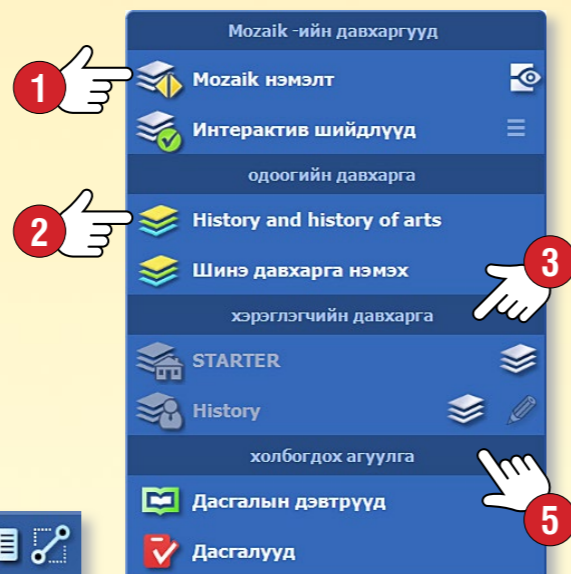 Mozaik -ийн давхаргууд
1
Mozaik нэмэлт
Интерактив шийдлүүд
одоогийн давхарга
2
History and history of arts
3
Шинэ давхарга нэмэх
хэрэглэгчийн давхарга
STARTER
History
холбогдох агуулга
5
Дасгалын дэвтрүүд
Дасгалууд